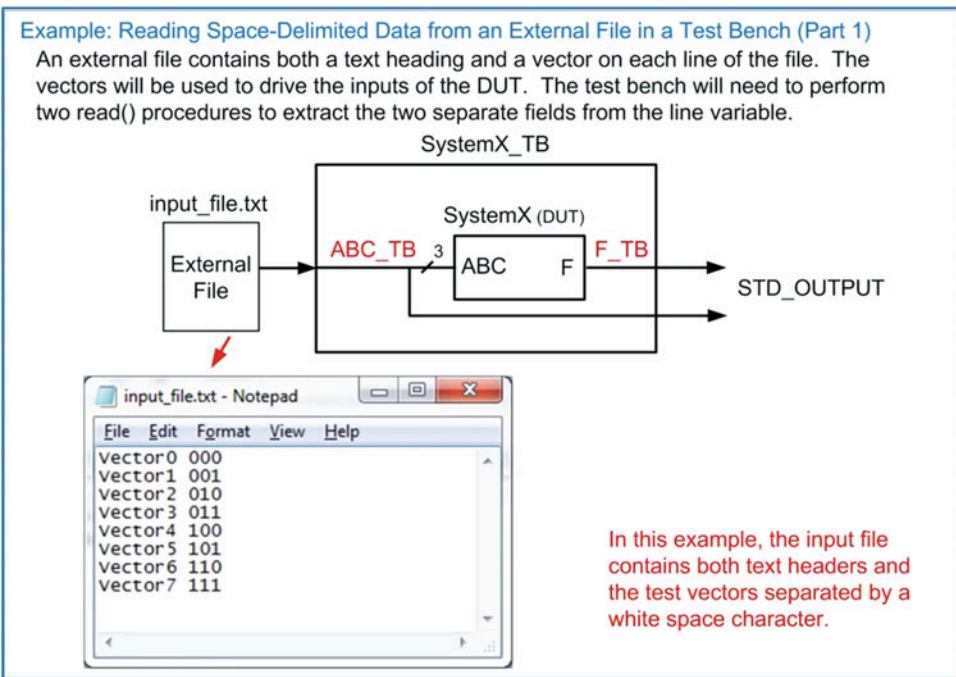 Example: Reading Space-Delimited Data from an External File in a Test Bench (Part 1)
An external file contains both a text heading and a vector on each line of the file. The
vectors will be used to drive the inputs of the DUT. The test bench will need to perform
two read() procedures to extract the two separate fields from the line variable.
SystemX_TB
input_file.txt
SystemX (DUT)
ABC_TB
3
F_TB
External
File
ABC
F
STD_OUTPUT
input_file.txt - Notepad
File Edit Format View Help
Vector0 000
Vector1 001
Vector2 010
Vector3 011
Vector4 100
Vector5 101
Vector6 110
Vector7 111
In this example, the input file
contains both text headers and
the test vectors separated by a
white space character.